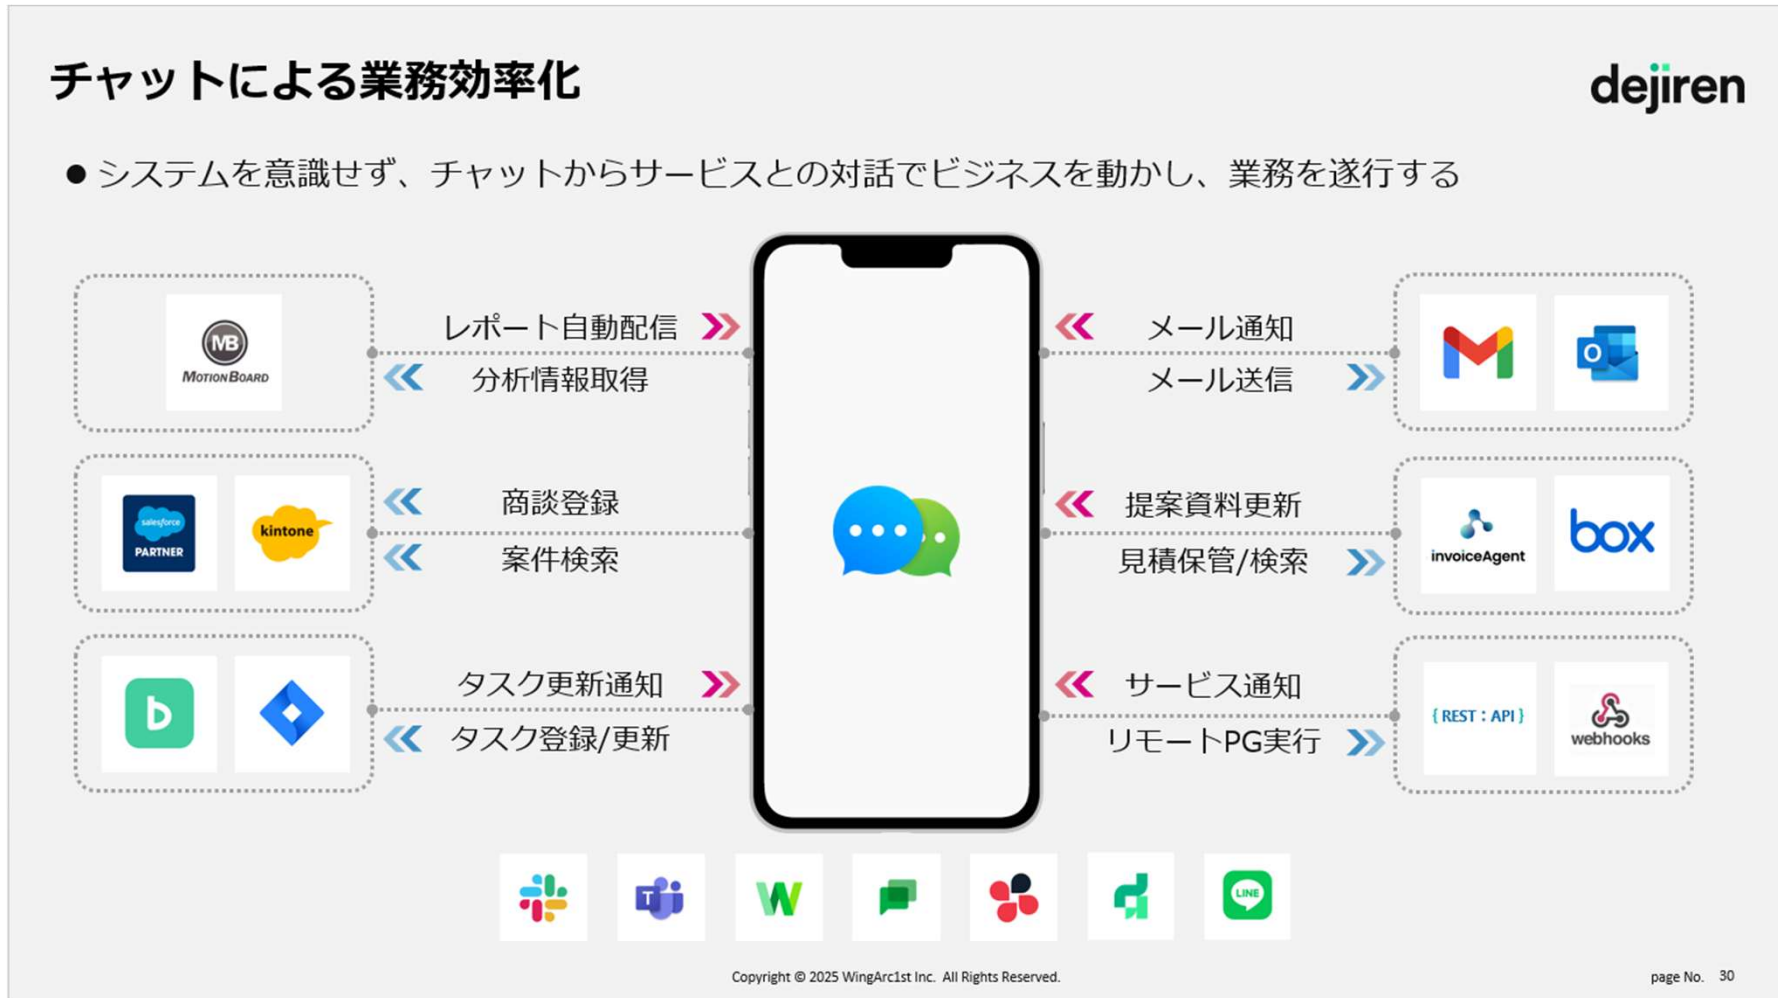 チャットによる業務効率化
dejiren
● システムを意識せず、チャットからサービスとの対話でビジネスを動かし、業務を遂行する
MB
MOTIONBOARD
レポート自動配信
分析情報取得
メール通知
メール送信
O
salesforce
PARTNER
kintone
商談登録
案件検索
提案資料更新
見積保管/検索
invoiceAgent
box
b
タスク更新通知
タスク登録/更新
サービス通知
リモートPG実行
{ REST : API }
webhooks
T
LINE
Copyright © 2025 WingArc1st Inc. All Rights Reserved.
page No. 30